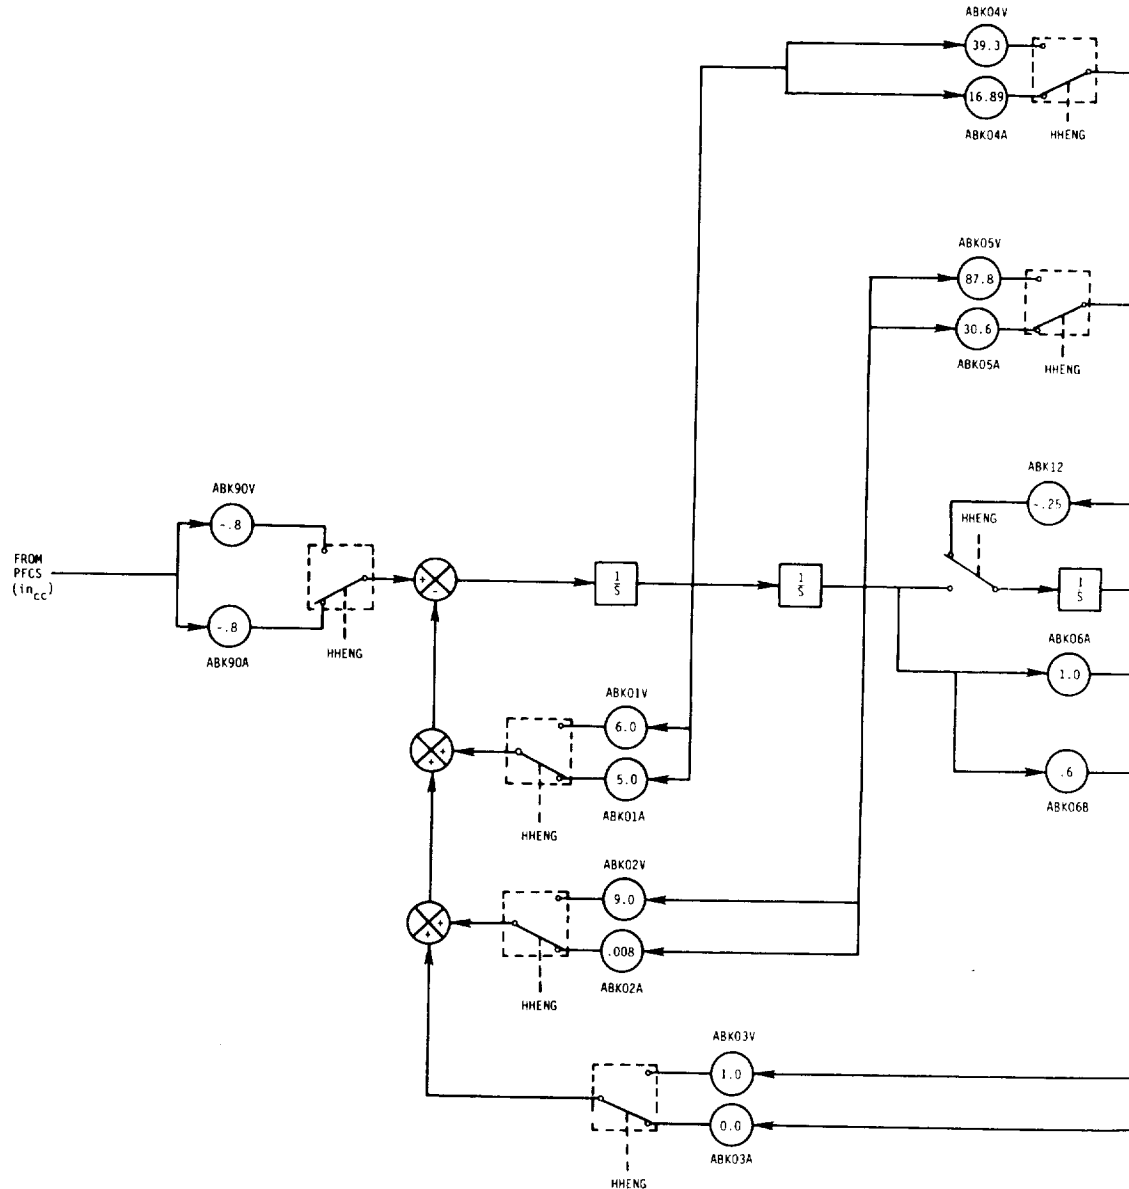 ABK04V
39.3
16.89
ABK04A
HHENG
ABK05V
87.8
30.6
ABK05A
HHENG
ABK12
-.25
HHENG
ABK90V
-.8
FROM
PFCS
(in_cc)
+
-
1
S
1
S
1
S
-.8
ABK90A
HHENG
ABK06A
1.0
ABK01V
6.0
+
+
5.0
ABK01A
HHENG
.6
ABK06B
ABK02V
9.0
+
+
.008
ABK02A
HHENG
ABK03V
1.0
0.0
ABK03A
HHENG